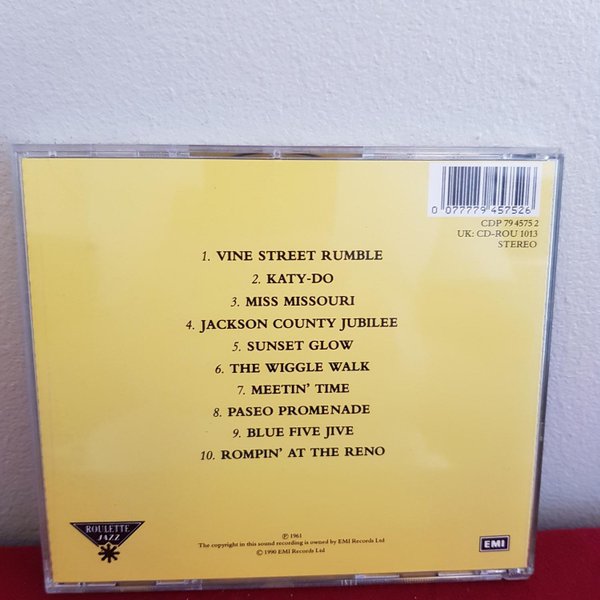 0 077779 457526
CDP 79 4575 2
UK: CD-ROU 1013
STEREO
1. VINE STREET RUMBLE
2. KATY-DO
3. MISS MISSOURI
4. JACKSON COUNTY JUBILEE
5. SUNSET GLOW
6. THE WIGGLE WALK
7. MEETIN' TIME
8. PASEO PROMENADE
9. BLUE FIVE JIVE
10. ROMPIN' AT THE RENO
ROULETTE
JAZZ
℗ 1961
The copyright in this sound recording is owned by EMI Records Ltd
© 1990 EMI Records Ltd
EMI